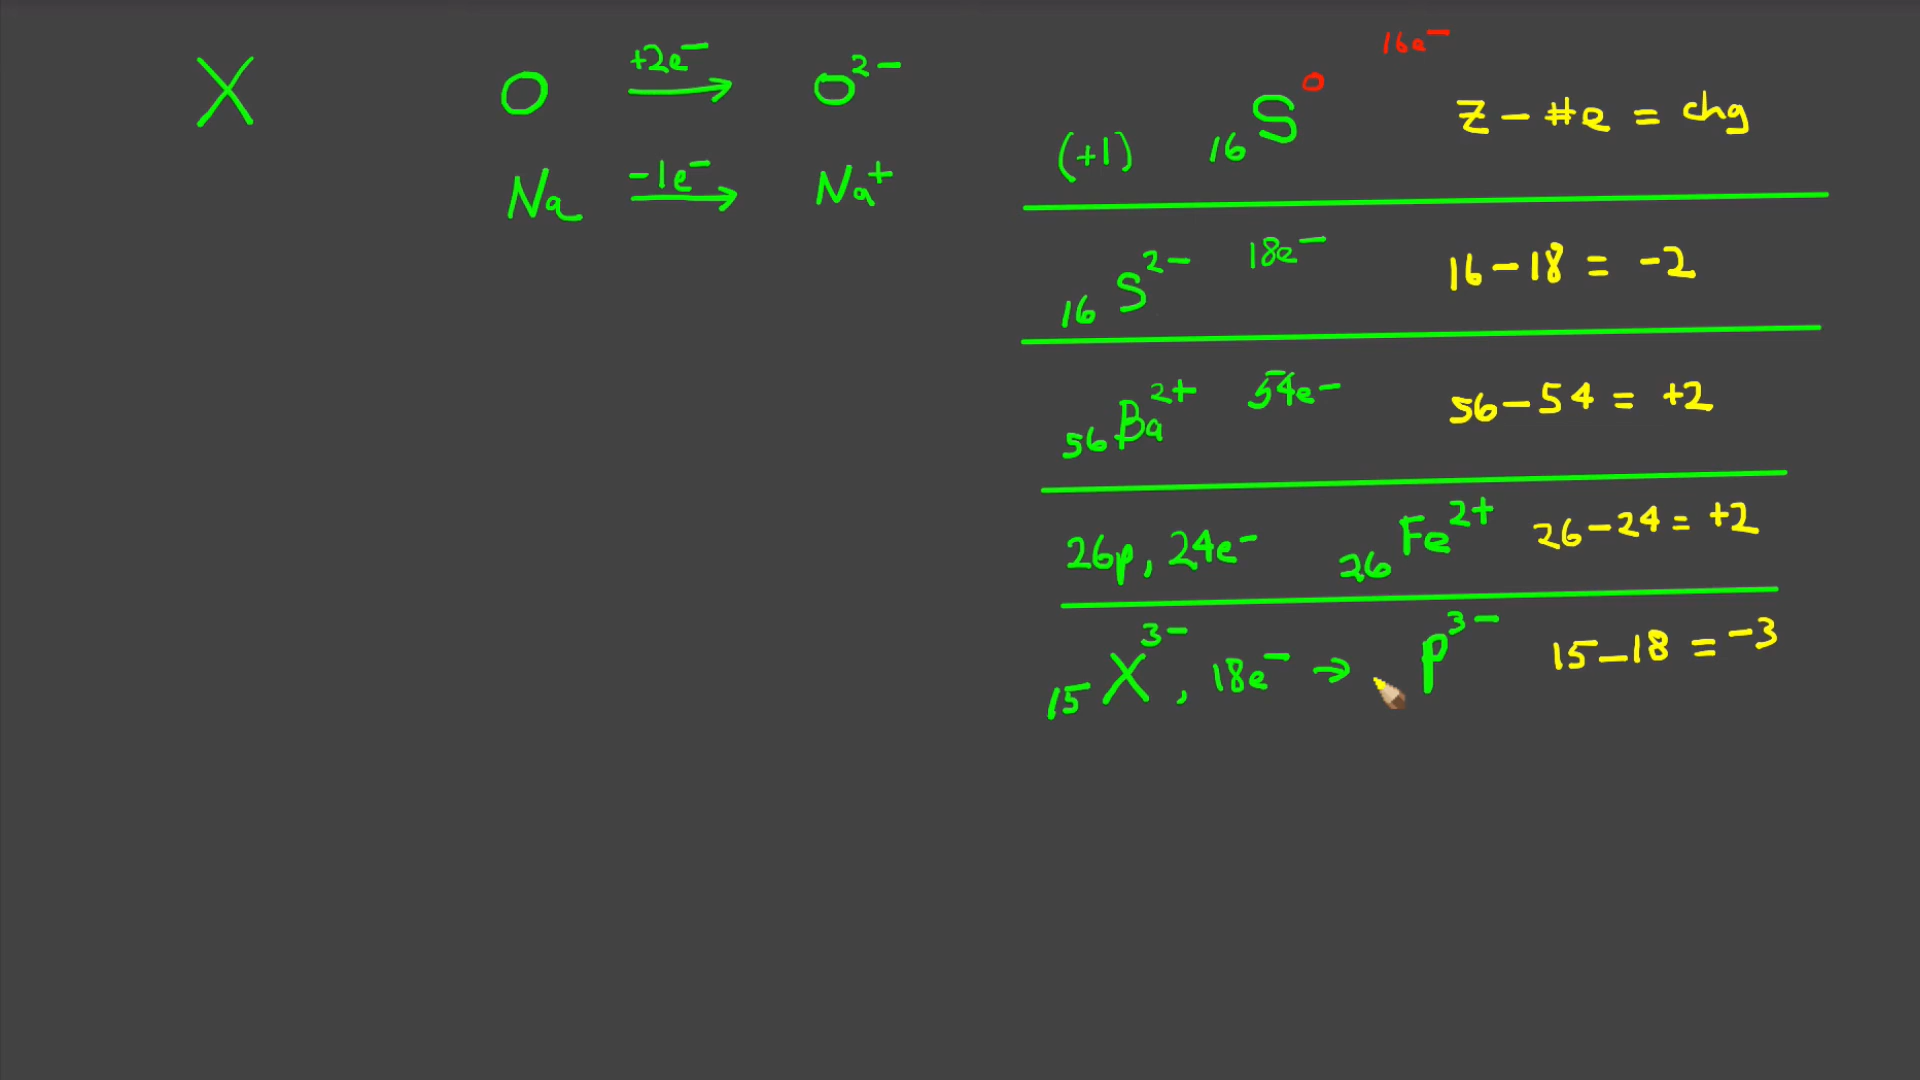 X
O +2e⁻ → O²⁻
Na -1e⁻ → Na⁺
(+1) ₁₆S⁰ 16e⁻ Z - #e = chg
₁₆S²⁻ 18e⁻ 16 - 18 = -2
₅₆Ba²⁺ 54e⁻ 56 - 54 = +2
26p, 24e⁻ ₂₆Fe²⁺ 26 - 24 = +2
₁₅X³⁻, 18e⁻ → P³⁻ 15 - 18 = -3